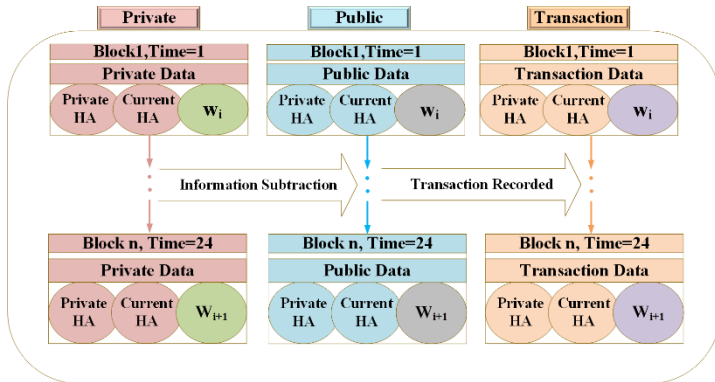 Private Public Transaction
Block1,Time=1 Block1,Time=1 Block1,Time=1
Private Data Public Data Transaction Data
Private HA Current HA Wi Private HA Current HA Wi Private HA Current HA Wi
Information Subtraction Transaction Recorded
Block n, Time=24 Block n, Time=24 Block n, Time=24
Private Data Public Data Transaction Data
Private HA Current HA Wi+1 Private HA Current HA Wi+1 Private HA Current HA Wi+1